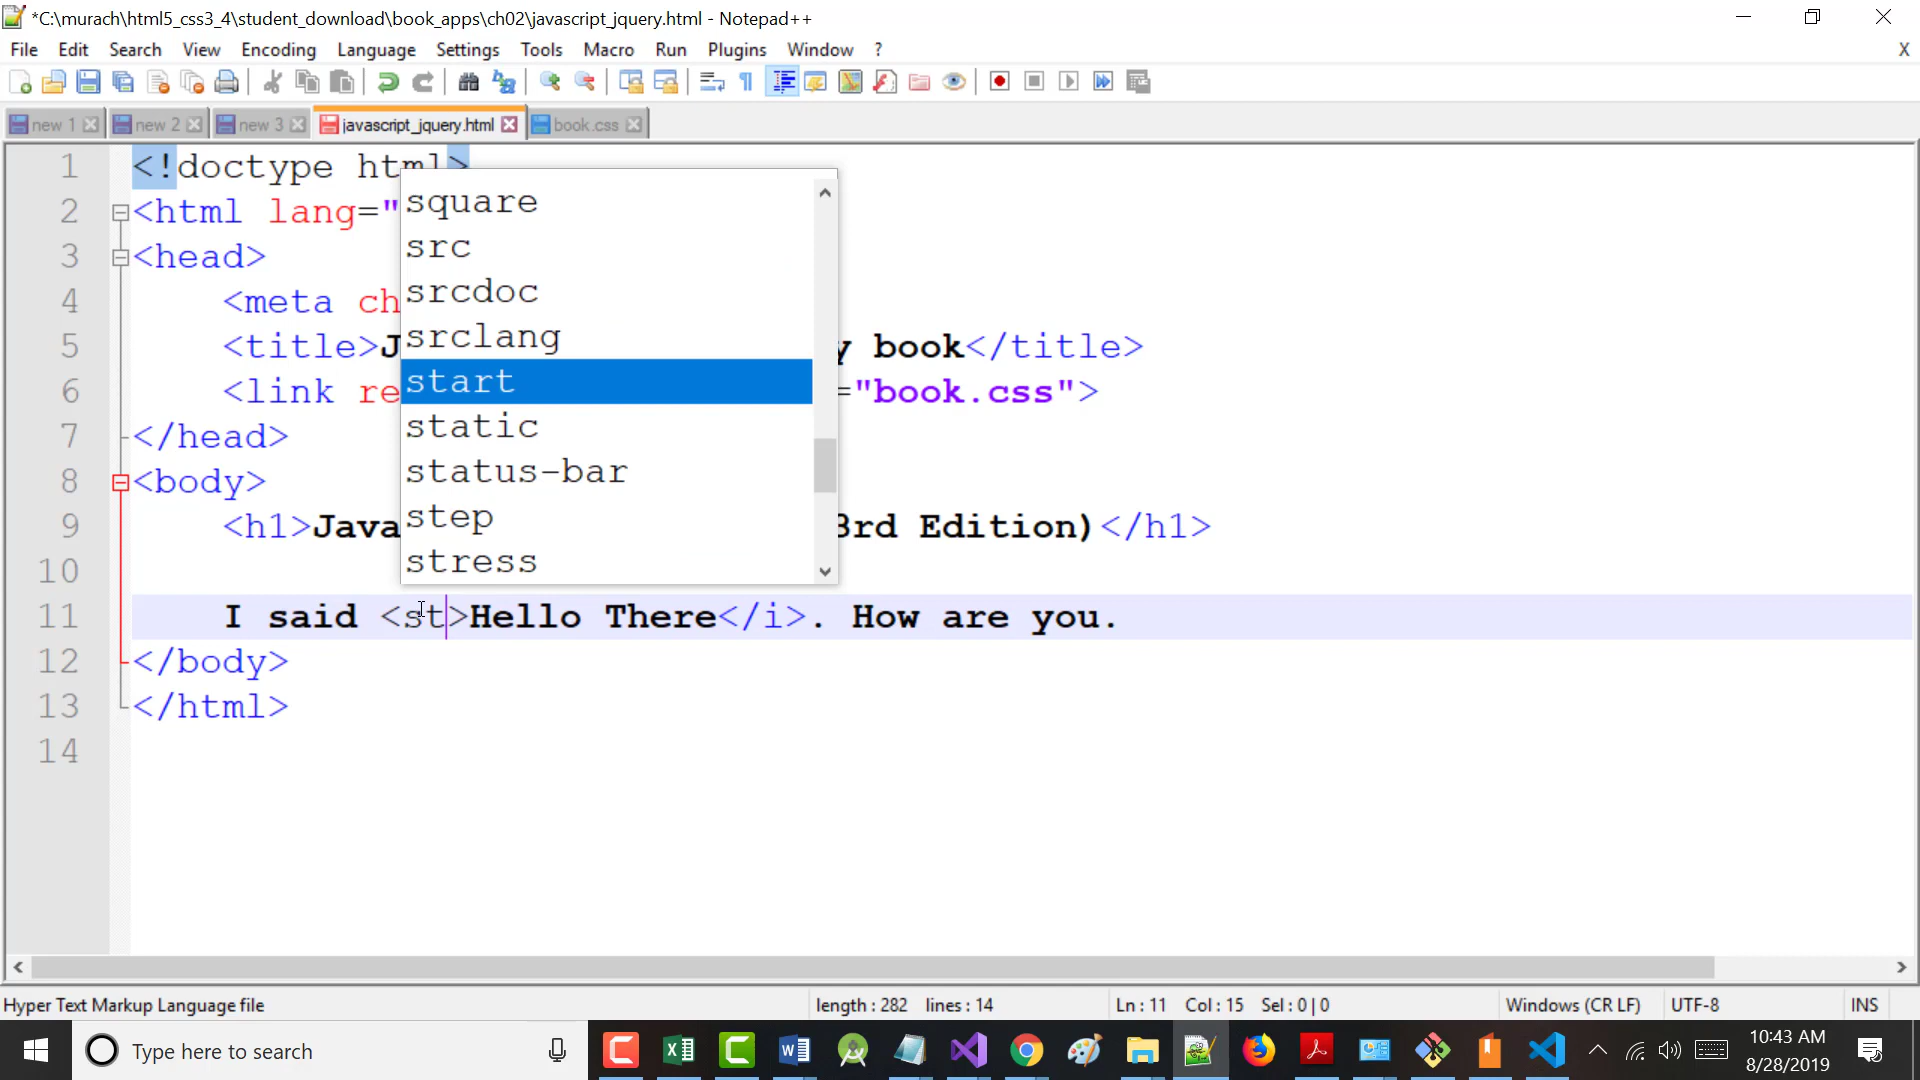 *C:\murach\html5_css3_4\student_download\book_apps\ch02\javascript_jquery.html - Notepad++
File Edit Search View Encoding Language Settings Tools Macro Run Plugins Window ? X
new 1 new 2 new 3 javascript_jquery.html book.css
1 <!doctype html>
2 <html lang="
3 <head>
4 <meta ch
5 <title>J y book</title>
6 <link re ="book.css">
7 </head>
8 <body>
9 <h1>Java 3rd Edition)</h1>
10
11 I said <st>Hello There</i>. How are you.
12 </body>
13 </html>
14
square
src
srcdoc
srclang
start
static
status-bar
step
stress
Hyper Text Markup Language file length : 282 lines : 14 Ln : 11 Col : 15 Sel : 0 | 0 Windows (CR LF) UTF-8 INS
Type here to search
10:43 AM
8/28/2019